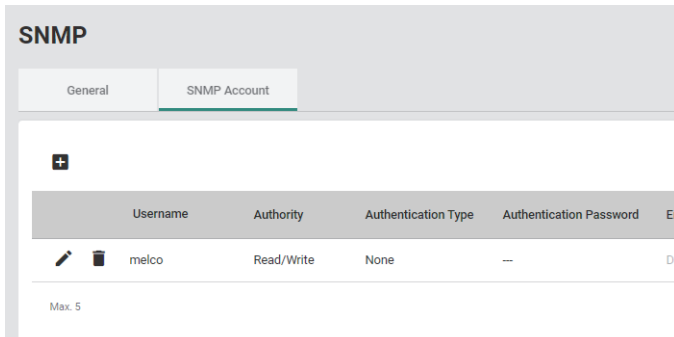 SNMP
General SNMP Account
Username Authority Authentication Type Authentication Password
melco Read/Write None ---
Max. 5